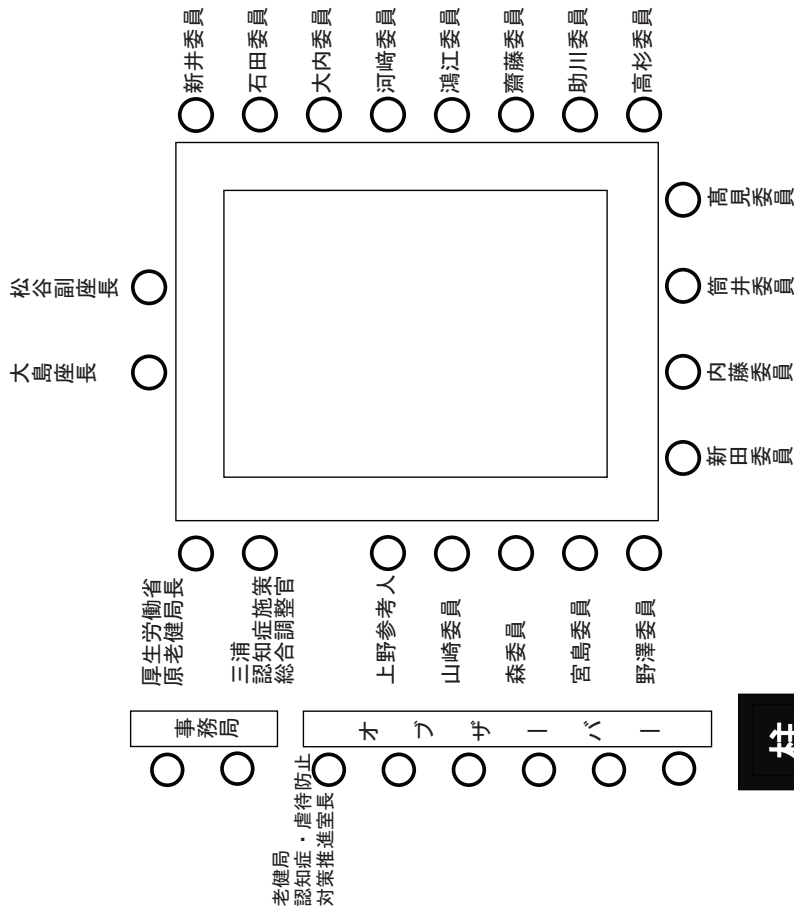 新井委員
石田委員
大内委員
河﨑委員
鴻江委員
齋藤委員
助川委員
高杉委員
松谷副座長
大島座長
髙見委員
筒井委員
内藤委員
新田委員
厚生労働省
原老健局長
三浦
認知症施策
総合調整官
上野参考人
山崎委員
森委員
宮島委員
野澤委員
事務局
オブザーバー
老健局
認知症・虐待防止
対策推進室長